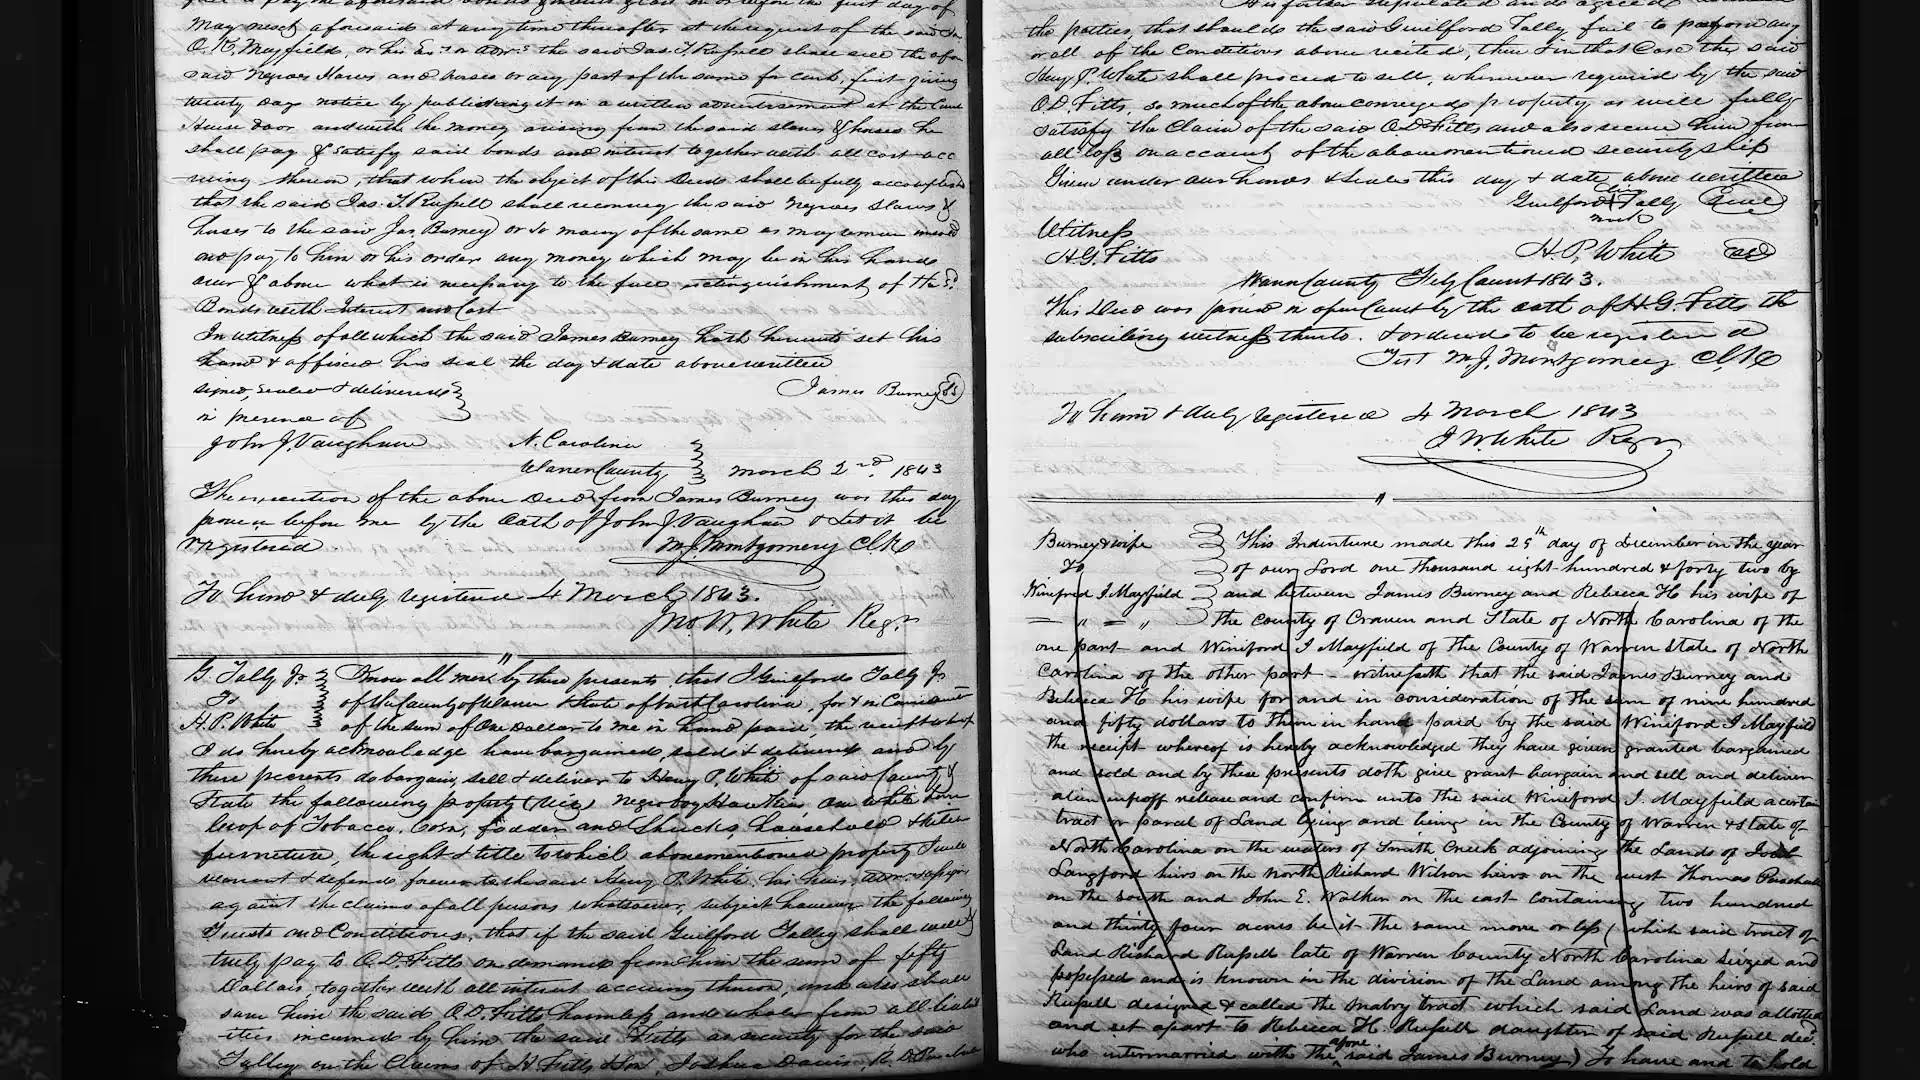 May next aforesaid at any time thereafter at the request of the said
O. K. Mayfield, or his Exr or Admr the said Jas. T. Russell shall sell the afore
said negroes slaves and horses or any part of the same for cash, first giving
twenty days notice by publishing it in a written advertisement at the Court
House door and with the money arising from the said slaves & horses he
shall pay & satisfy said bonds and interest together with all cost acc
ruing thereon, that when the object of this Deed shall be fully accomplished
that the said Jas. T. Russell shall reconvey the said negroes slaves &
horses to the said Jas. Burney or so many of the same as may remain unsold
and pay to him or his order any money which may be in his hands
over & above what is necessary to the full extinguishment of the sd.
Bonds with Interest and Cost
In witness of all which the said James Burney hath hereunto set his
hand & affixed his seal the day & date above written
signed, sealed & delivered
James Burney
in presence of
John J. Vaughan
N. Carolina
Warren County
March 2nd. 1843
The execution of the above Deed from James Burney was this day
proven before me by the Oath of John J. Vaughan & Let it be
registered
M. J. Montgomery Clk
To hand & duly registered 4 March 1843.
Jno. W. White Regr
G. Tally Jr
To
H. P. White
Know all men by these presents, that I Guilford Tally Jr
of the County of Warren & State of North Carolina, for & in Consideration
of the sum of One Dollar to me in hand paid, the receipt whereof
I do hereby acknowledge have bargained, sold & delivered and by
these presents do bargain, sell & deliver to Henry P. White of said County &
State the following property (viz) Negro boy one white
Crop of Tobacco, Corn, fodder and Shucks, household & kitchen
furniture, the right & title to which abovementioned property I will
warrant & defend forever to the said Henry P. White his heirs,
against the claims of all persons whatsoever, subject however the following
Trusts and Conditions, that if the said Guilford Talley shall well &
truly pay to O. D. Fitts on demand from him the sum of fifty
Dollars, together with all interest accruing thereon, and also shall
save him the said O. D. Fitts harmless and whole from all liabil
ities incurred by him the said Fitts as security for the said
Talley on the Claims of H. Fitts & Son, Joshua Davis,
It is further stipulated and agreed between
the parties, that should the said Guilford Tally fail to perform any
or all of the Conditions above recited, then & in that Case the said
Henry P. White shall proceed to sell, whenever required by the said
O. D. Fitts, so much of the above conveyed property as will fully
satisfy the Claim of the said O. D. Fitts and also secure him from
all loss on account of the abovementioned securityship
Given under our hands & seals this day & date above written
Guilford Tally Seal
mark
Witness
H. G. Fitts
H. P. White Seal
Warren County Feby Court 1843.
This Deed was proved in open Court by the oath of H. G. Fitts the
subscribing witness thereto. & ordered to be registered
Test M. J. Montgomery Clk
To hand & duly registered 4 March 1843
J. W. White Regr
Burney & wife
To
Winifred J. Mayfield
This Indenture made this 25th day of December in the year
of our Lord one thousand eight hundred & forty two by
and between James Burney and Rebecca H. his wife of
the County of Craven and State of North Carolina of the
one part and Winiford J Mayfield of the County of Warren State of North
Carolina of the other part - witnesseth that the said James Burney and
Rebecca H his wife for and in consideration of the sum of nine hundred
and fifty dollars to them in hand paid by the said Winiford J Mayfield
the receipt whereof is hereby acknowledged they have given granted bargained
and sold and by these presents doth give grant bargain and sell and deliver
alien enfeoff release and confirm unto the said Winiford J. Mayfield a certain
tract or parcel of Land lying and being in the County of Warren & State of
North Carolina on the waters of Smith Creek adjoining the Lands of
Langford heirs on the North Richard Wilson heirs on the west Thomas Paschall
on the south and John E. Walker on the east containing two hundred
and thirty four acres be it the same more or less (which said tract of
Land Richard Russell late of Warren County North Carolina seized and
possessed and is known in the division of the Land among the heirs of said
Russell designed & called the Mabry tract which said Land was allotted
and set apart to Rebecca H. Russell daughter of said Russell decd.
who intermarried with the afore said James Burney) To have and to hold